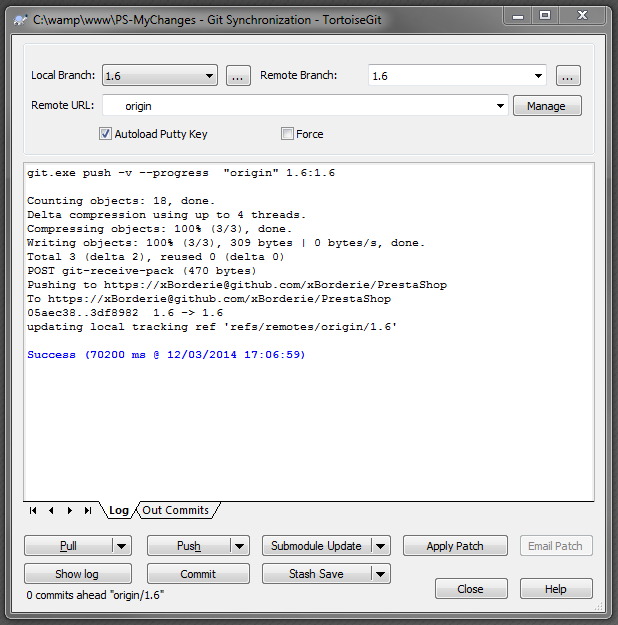 C:\wamp\www\PS-MyChanges - Git Synchronization - TortoiseGit
Local Branch: 1.6 ... Remote Branch: 1.6 ...
Remote URL: origin Manage
Autoload Putty Key Force
git.exe push -v --progress  "origin" 1.6:1.6
Counting objects: 18, done.
Delta compression using up to 4 threads.
Compressing objects: 100% (3/3), done.
Writing objects: 100% (3/3), 309 bytes | 0 bytes/s, done.
Total 3 (delta 2), reused 0 (delta 0)
POST git-receive-pack (470 bytes)
Pushing to https://xBorderie@github.com/xBorderie/PrestaShop
To https://xBorderie@github.com/xBorderie/PrestaShop
05aec38..3df8982  1.6 -> 1.6
updating local tracking ref 'refs/remotes/origin/1.6'
Success (70200 ms @ 12/03/2014 17:06:59)
Log Out Commits
Pull Push Submodule Update Apply Patch Email Patch
Show log Commit Stash Save
Close Help
0 commits ahead "origin/1.6"